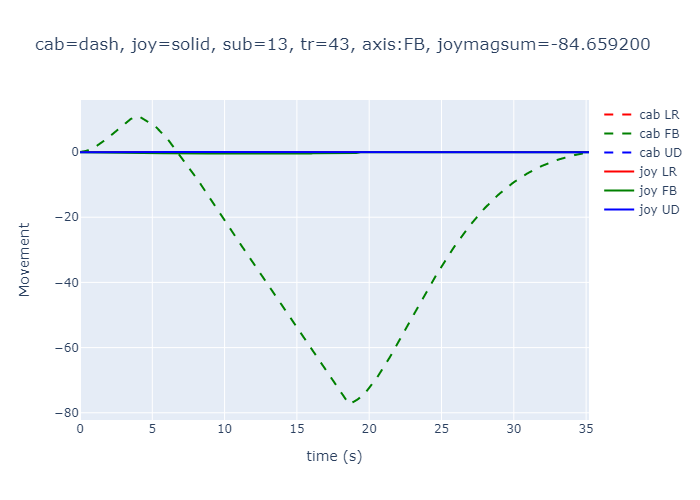 cab=dash, joy=solid, sub=13, tr=43, axis:FB, joymagsum=-84.659200
cab LR
cab FB
cab UD
joy LR
joy FB
joy UD
Movement
0
−20
−40
−60
−80
0 5 10 15 20 25 30 35
time (s)